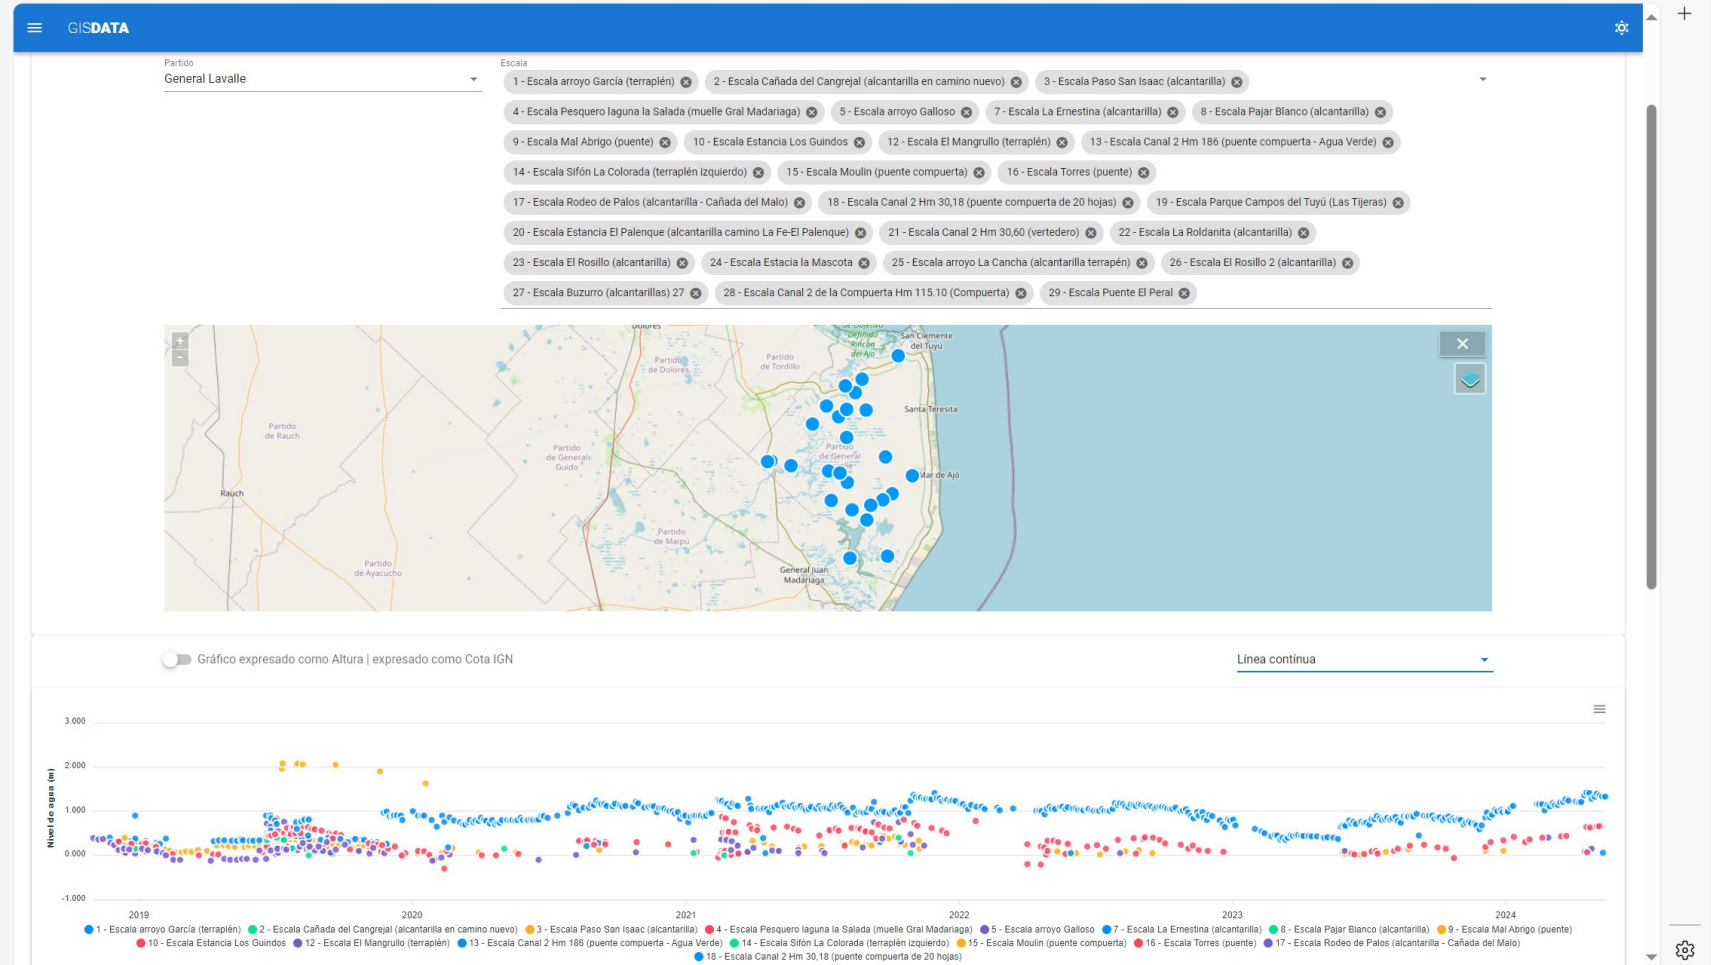 GISDATA
Partido
General Lavalle
Escala
1 - Escala arroyo García (terraplén)
2 - Escala Cañada del Cangrejal (alcantarilla en camino nuevo)
3 - Escala Paso San Isaac (alcantarilla)
4 - Escala Pesquero laguna la Salada (muelle Gral Madariaga)
5 - Escala arroyo Galloso
7 - Escala La Ernestina (alcantarilla)
8 - Escala Pajar Blanco (alcantarilla)
9 - Escala Mal Abrigo (puente)
10 - Escala Estancia Los Guindos
12 - Escala El Mangrullo (terraplén)
13 - Escala Canal 2 Hm 186 (puente compuerta - Agua Verde)
14 - Escala Sifón La Colorada (terraplén izquierdo)
15 - Escala Moulin (puente compuerta)
16 - Escala Torres (puente)
17 - Escala Rodeo de Palos (alcantarilla - Cañada del Malo)
18 - Escala Canal 2 Hm 30,18 (puente compuerta de 20 hojas)
19 - Escala Parque Campos del Tuyú (Las Tijeras)
20 - Escala Estancia El Palenque (alcantarilla camino La Fe-El Palenque)
21 - Escala Canal 2 Hm 30,60 (vertedero)
22 - Escala La Roldanita (alcantarilla)
23 - Escala El Rosillo (alcantarilla)
24 - Escala Estacia la Mascota
25 - Escala arroyo La Cancha (alcantarilla terrapén)
26 - Escala El Rosillo 2 (alcantarilla)
27 - Escala Buzurro (alcantarillas) 27
28 - Escala Canal 2 de la Compuerta Hm 115.10 (Compuerta)
29 - Escala Puente El Peral
+
-
Dolores
Definido
Rincón
del Ajó
San Clemente
del Tuyú
Partido
de Dolores
Partido
de Tordillo
Santa Teresita
Partido
de Rauch
Partido
de General
Guido
Partido
de General
Mar de Ajó
Rauch
Partido
de Maipú
Partido
de Ayacucho
General Juan
Madariaga
Gráfico expresado como Altura | expresado como Cota IGN
Línea contínua
Nivel de agua (m)
3.000
2.000
1.000
0.000
-1.000
2019
2020
2021
2022
2023
2024
1 - Escala arroyo García (terraplén)
2 - Escala Cañada del Cangrejal (alcantarilla en camino nuevo)
3 - Escala Paso San Isaac (alcantarilla)
4 - Escala Pesquero laguna la Salada (muelle Gral Madariaga)
5 - Escala arroyo Galloso
7 - Escala La Ernestina (alcantarilla)
8 - Escala Pajar Blanco (alcantarilla)
9 - Escala Mal Abrigo (puente)
10 - Escala Estancia Los Guindos
12 - Escala El Mangrullo (terraplén)
13 - Escala Canal 2 Hm 186 (puente compuerta - Agua Verde)
14 - Escala Sifón La Colorada (terraplén izquierdo)
15 - Escala Moulin (puente compuerta)
16 - Escala Torres (puente)
17 - Escala Rodeo de Palos (alcantarilla - Cañada del Malo)
18 - Escala Canal 2 Hm 30,18 (puente compuerta de 20 hojas)